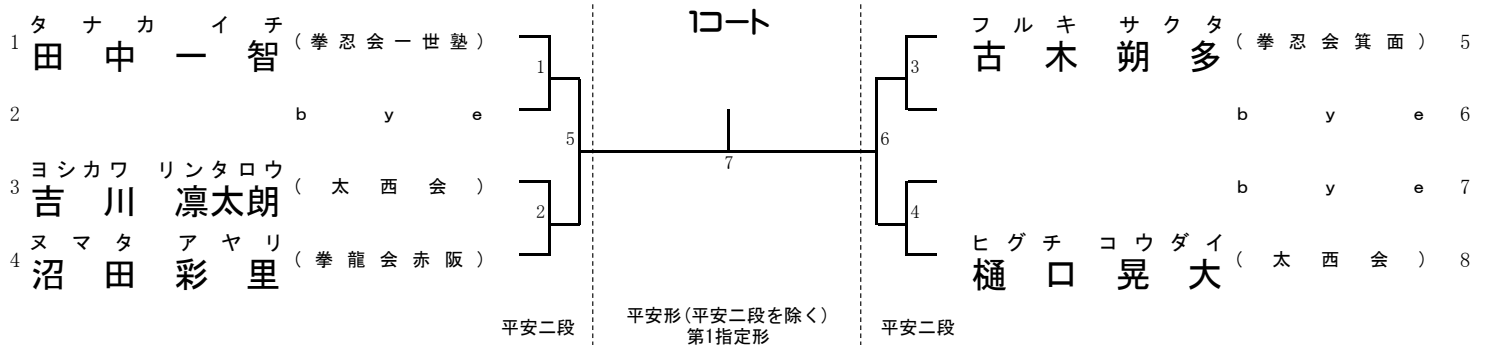 1コート
タナカ イチ
1 田中一智 (拳忍会一世塾)
2 bye
ヨシカワ リンタロウ
3 吉川凛太朗 (太西会)
ヌマタ アヤリ
4 沼田彩里 (拳龍会赤阪)
1
2
5
7
フルキ サクタ
古木朔多 (拳忍会箕面) 5
bye 6
bye 7
ヒグチ コウダイ
樋口晃大 (太西会) 8
3
4
6
平安二段
平安形(平安二段を除く)
第1指定形
平安二段